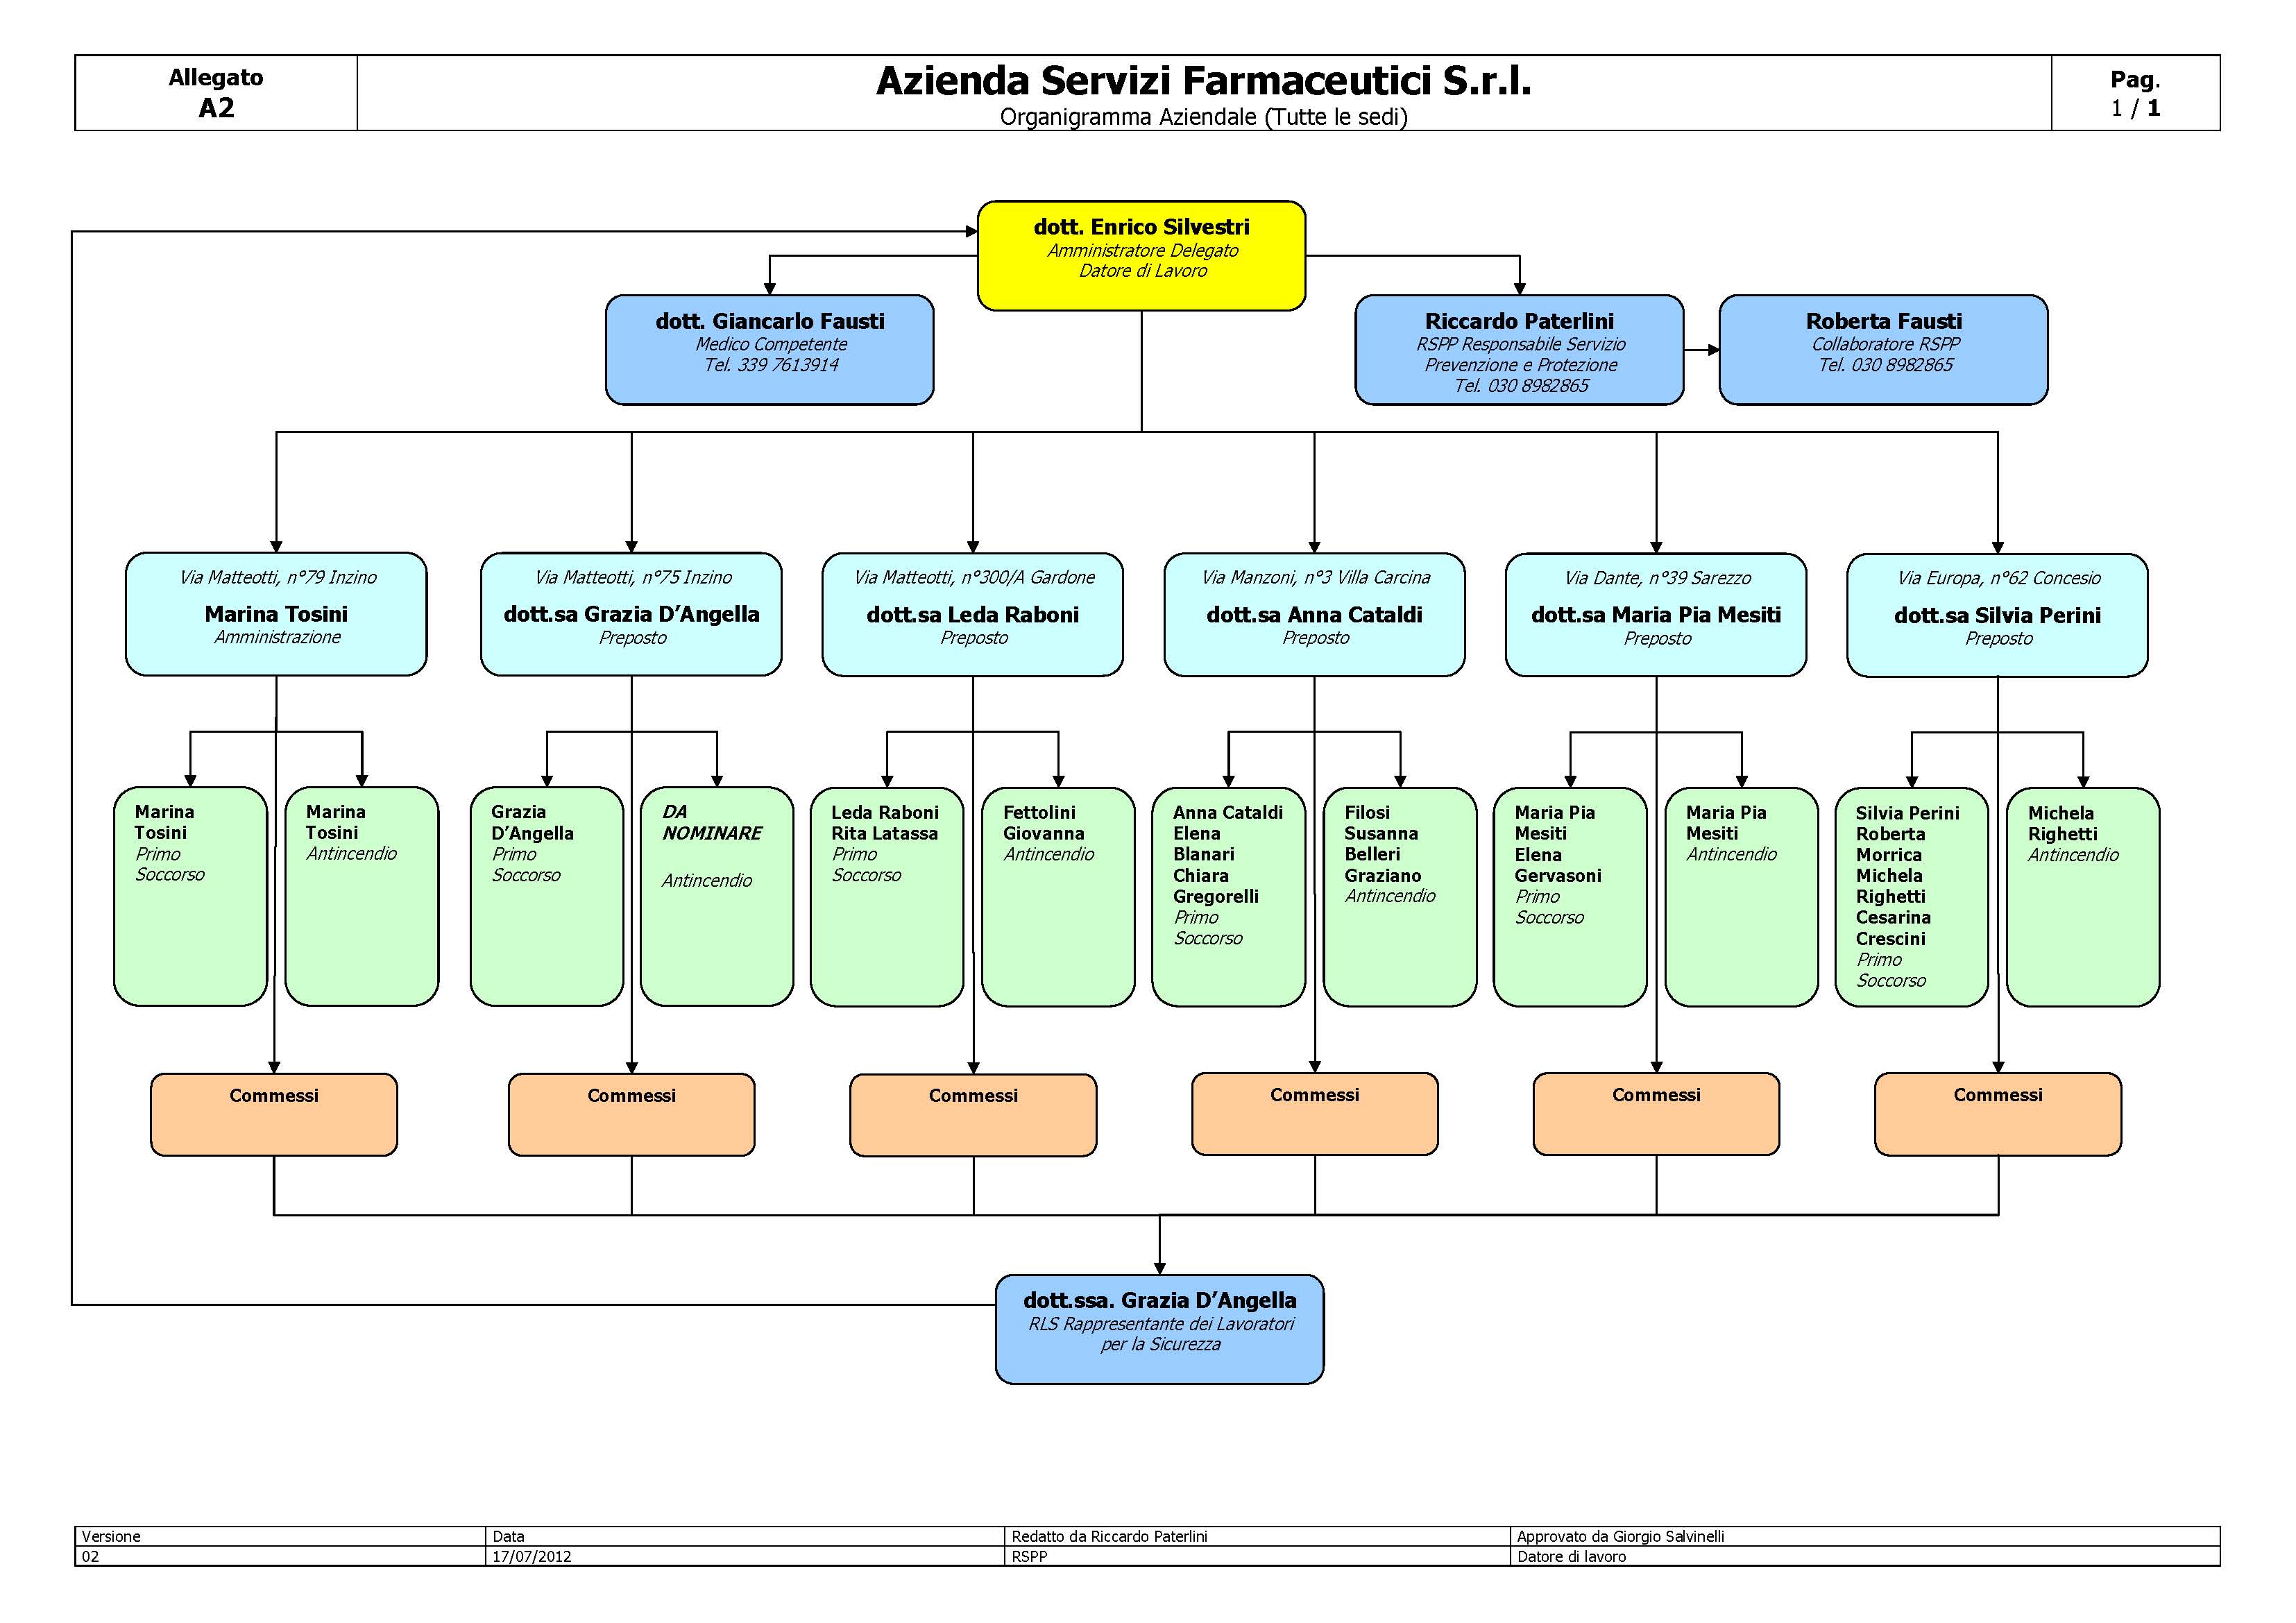 Allegato
A2
Azienda Servizi Farmaceutici S.r.l.
Organigramma Aziendale (Tutte le sedi)
Pag.
1 / 1
dott. Enrico Silvestri
Amministratore Delegato
Datore di Lavoro
dott. Giancarlo Fausti
Medico Competente
Tel. 339 7613914
Riccardo Paterlini
RSPP Responsabile Servizio
Prevenzione e Protezione
Tel. 030 8982865
Roberta Fausti
Collaboratore RSPP
Tel. 030 8982865
Via Matteotti, n°79 Inzino
Marina Tosini
Amministrazione
Via Matteotti, n°75 Inzino
dott.sa Grazia D’Angella
Preposto
Via Matteotti, n°300/A Gardone
dott.sa Leda Raboni
Preposto
Via Manzoni, n°3 Villa Carcina
dott.sa Anna Cataldi
Preposto
Via Dante, n°39 Sarezzo
dott.sa Maria Pia Mesiti
Preposto
Via Europa, n°62 Concesio
dott.sa Silvia Perini
Preposto
Marina
Tosini
Primo
Soccorso
Marina
Tosini
Antincendio
Grazia
D’Angella
Primo
Soccorso
DA
NOMINARE
Antincendio
Leda Raboni
Rita Latassa
Primo
Soccorso
Fettolini
Giovanna
Antincendio
Anna Cataldi
Elena
Blanari
Chiara
Gregorelli
Primo
Soccorso
Filosi
Susanna
Belleri
Graziano
Antincendio
Maria Pia
Mesiti
Elena
Gervasoni
Primo
Soccorso
Maria Pia
Mesiti
Antincendio
Silvia Perini
Roberta
Morrica
Michela
Righetti
Cesarina
Crescini
Primo
Soccorso
Michela
Righetti
Antincendio
Commessi
Commessi
Commessi
Commessi
Commessi
Commessi
dott.ssa. Grazia D’Angella
RLS Rappresentante dei Lavoratori
per la Sicurezza
Versione
Data
Redatto da Riccardo Paterlini
Approvato da Giorgio Salvinelli
02
17/07/2012
RSPP
Datore di lavoro